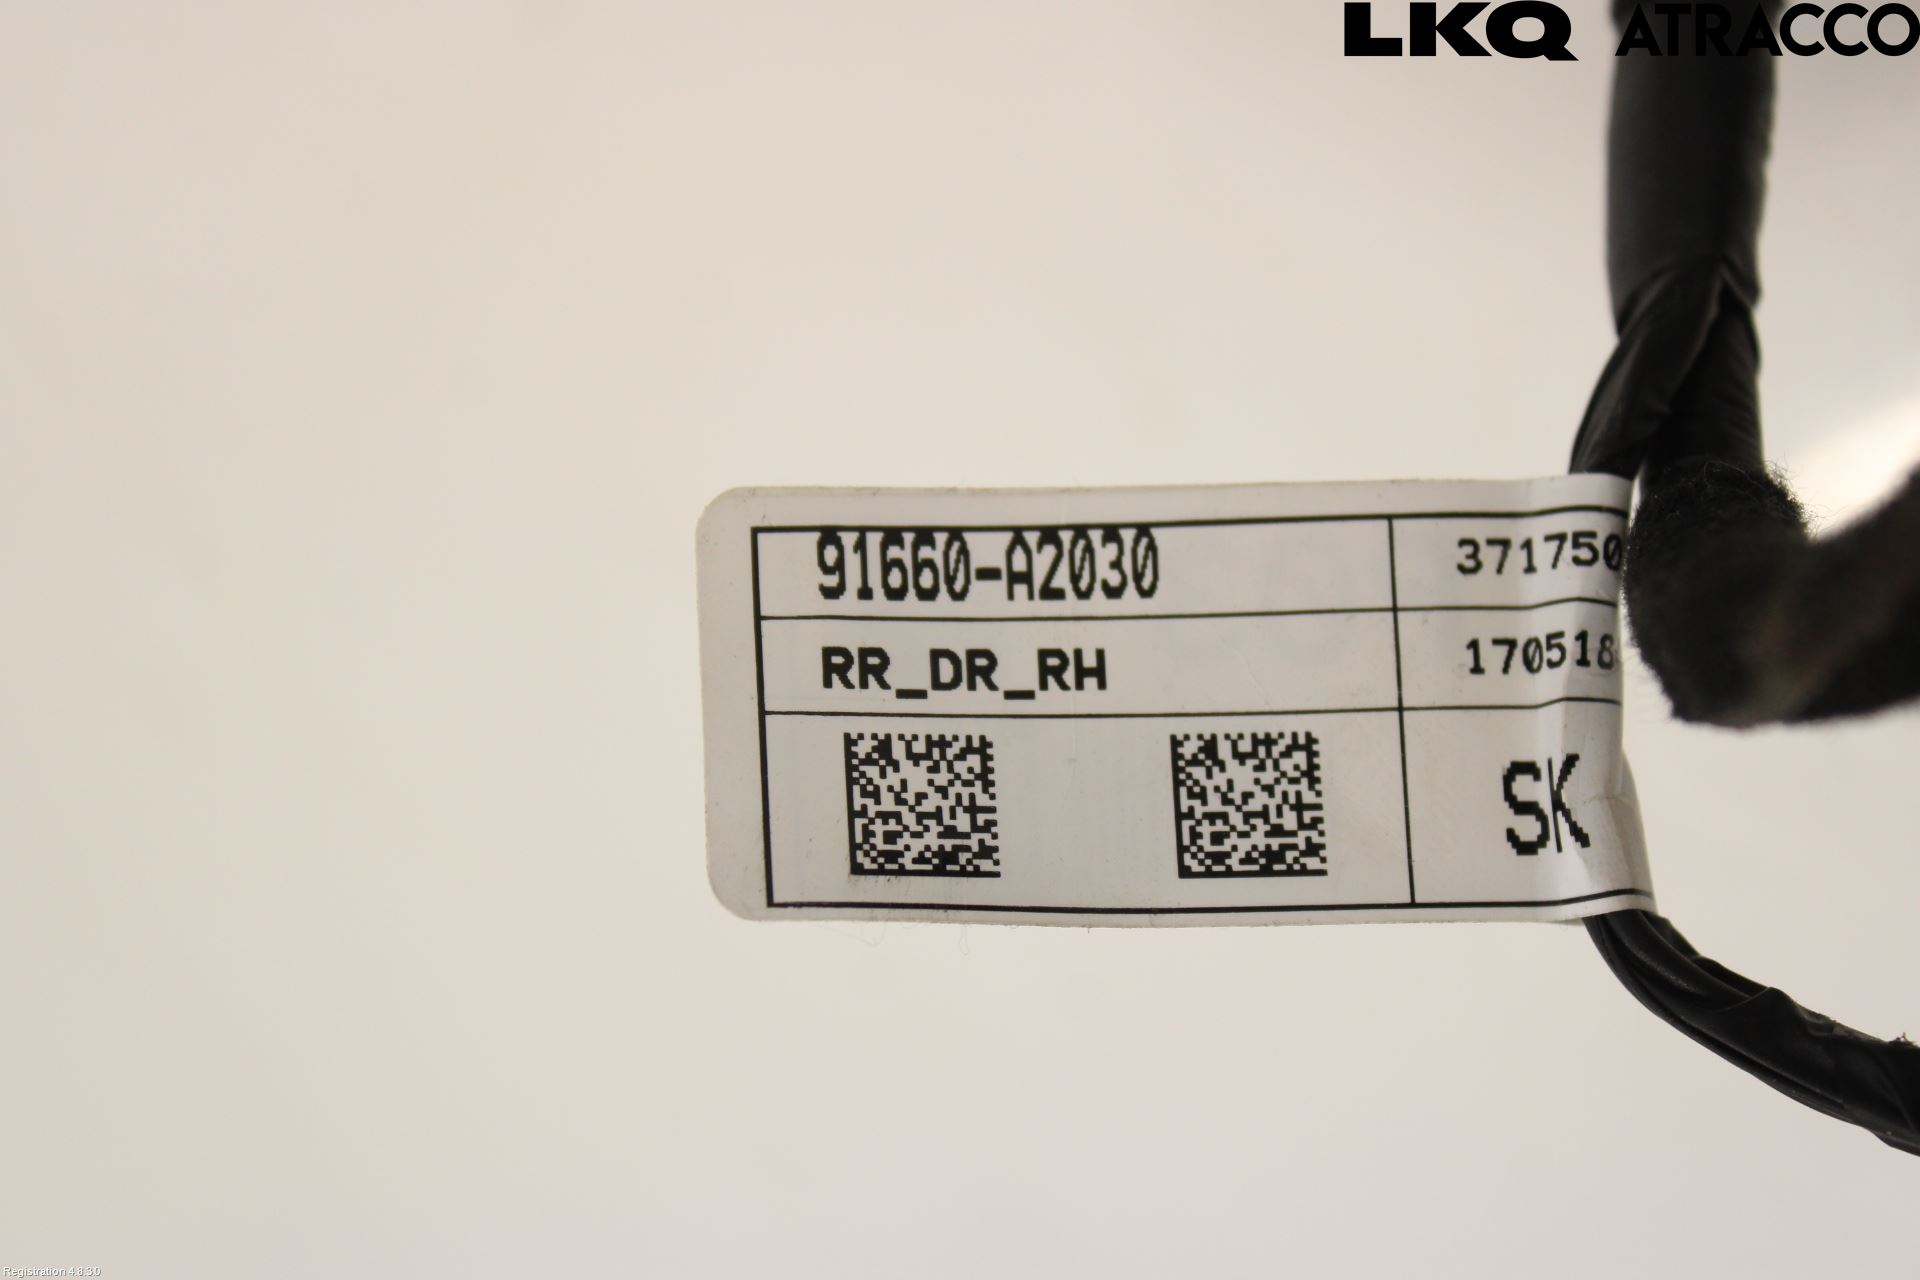 LKQ ATRACCO
91660-A2030
371750
RR_DR_RH
170518
SK
Registration 4.8.3.0